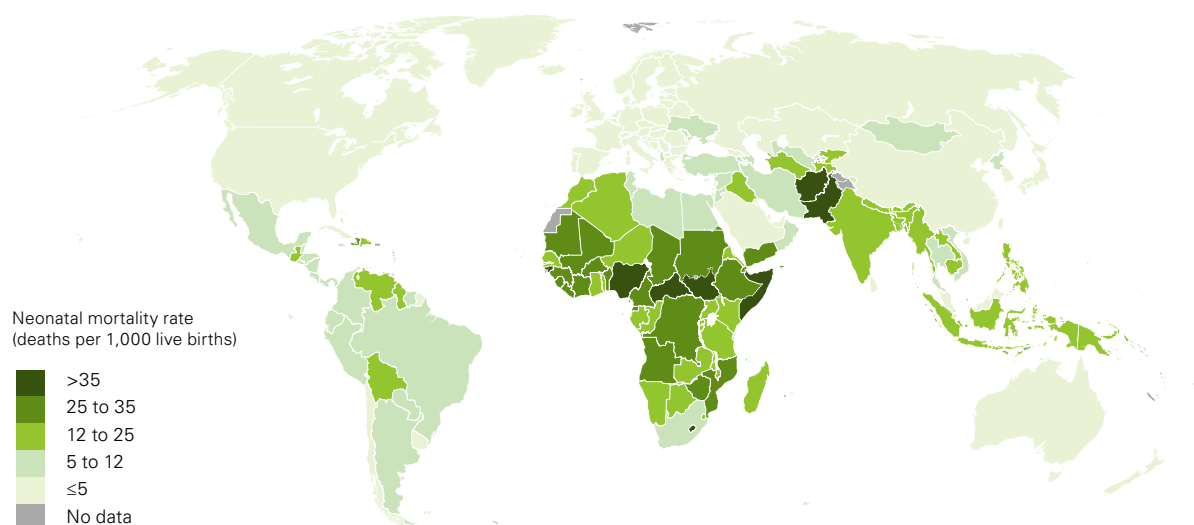 Neonatal mortality rate
(deaths per 1,000 live births)
>35
25 to 35
12 to 25
5 to 12
≤5
No data